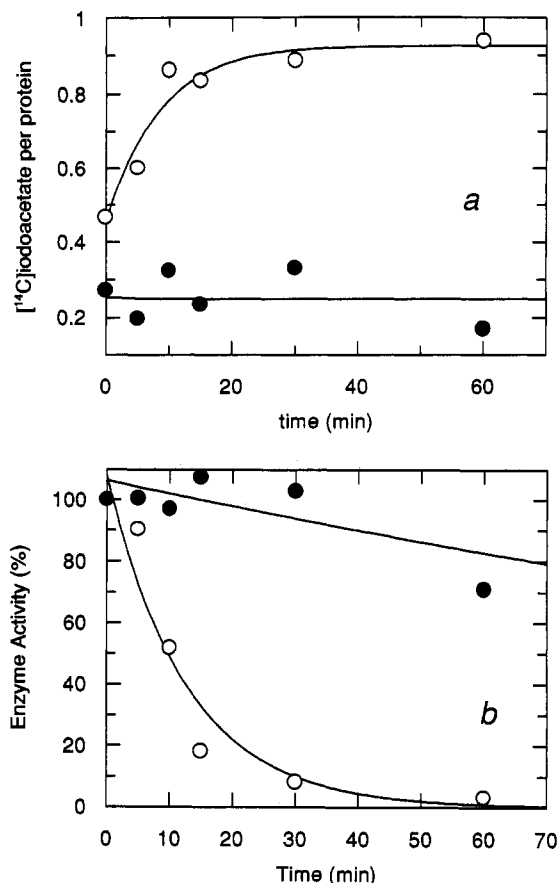 1
0.8
0.6
0.4
0.2
[¹⁴C]iodoacetate per protein
a
0 20 40 60
time (min)
100
80
60
40
20
0
Enzyme Activity (%)
b
0 10 20 30 40 50 60 70
Time (min)